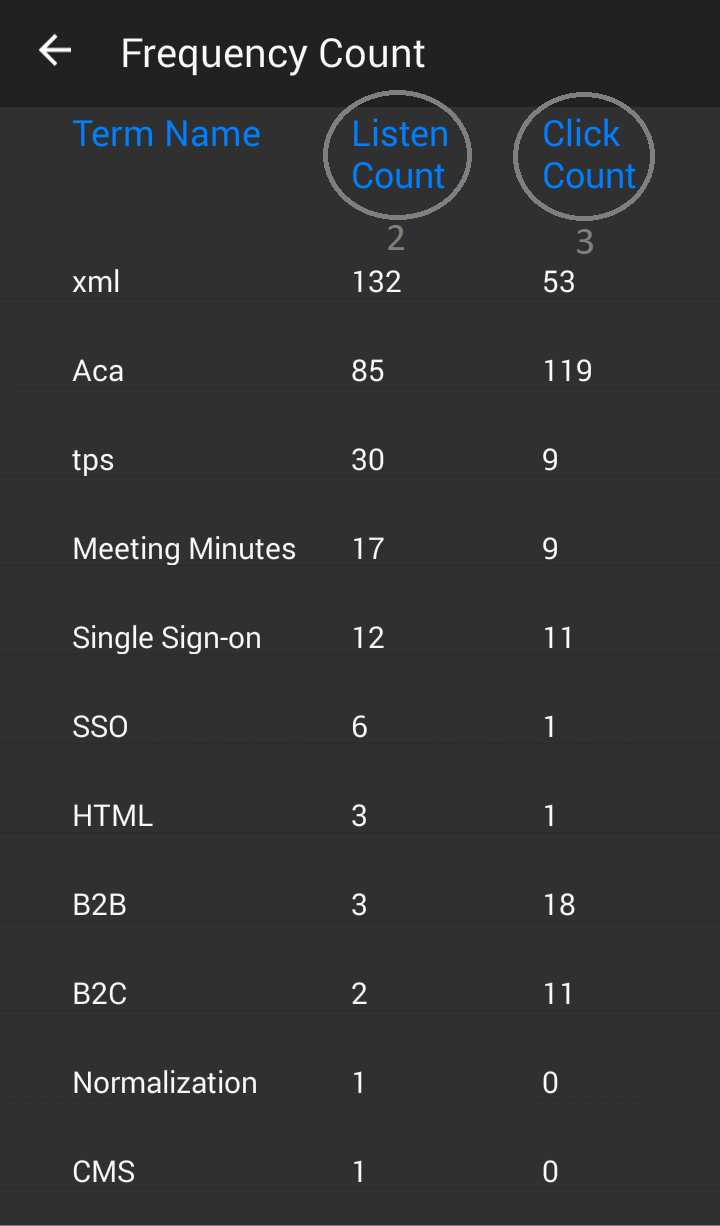 Frequency Count
Term Name Listen Count Click Count
2 3
xml 132 53
Aca 85 119
tps 30 9
Meeting Minutes 17 9
Single Sign-on 12 11
SSO 6 1
HTML 3 1
B2B 3 18
B2C 2 11
Normalization 1 0
CMS 1 0